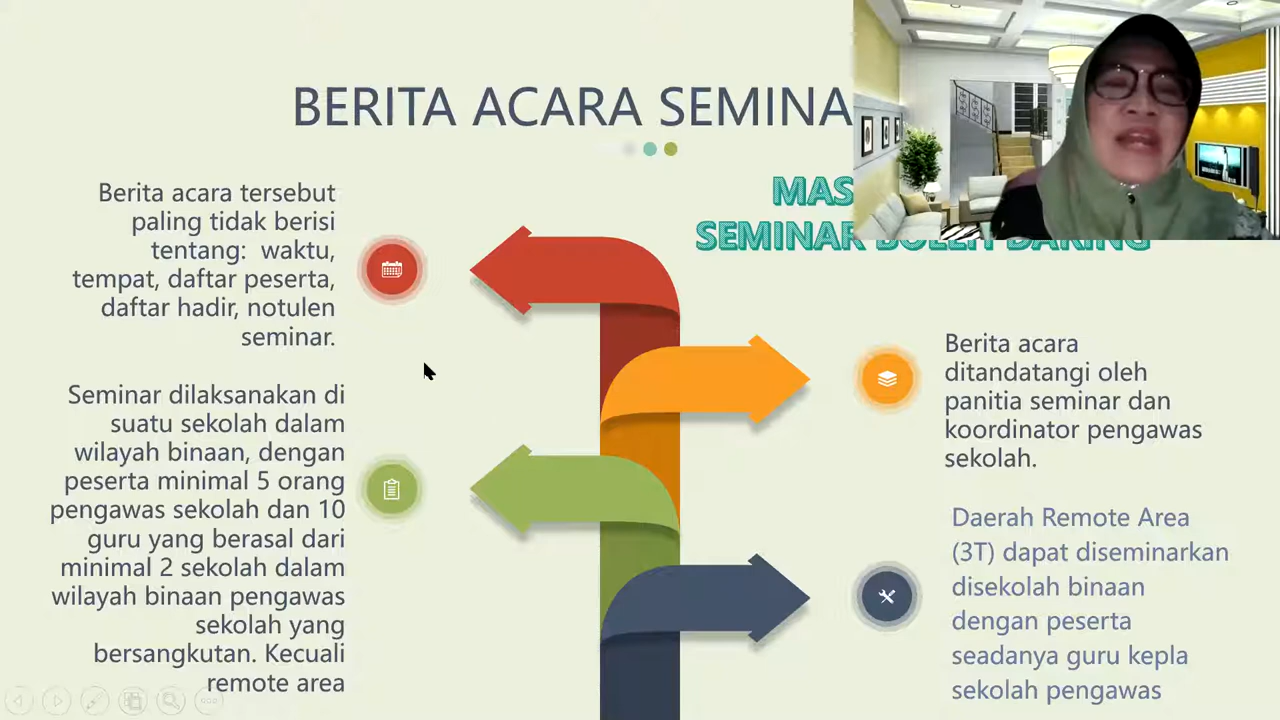 BERITA ACARA SEMINA
Berita acara tersebut
paling tidak berisi
tentang: waktu,
tempat, daftar peserta,
daftar hadir, notulen
seminar.
MAS
SEMINAR BOLEH DARING
Berita acara
ditandatangi oleh
panitia seminar dan
koordinator pengawas
sekolah.
Seminar dilaksanakan di
suatu sekolah dalam
wilayah binaan, dengan
peserta minimal 5 orang
pengawas sekolah dan 10
guru yang berasal dari
minimal 2 sekolah dalam
wilayah binaan pengawas
sekolah yang
bersangkutan. Kecuali
remote area
Daerah Remote Area
(3T) dapat diseminarkan
disekolah binaan
dengan peserta
seadanya guru kepla
sekolah pengawas